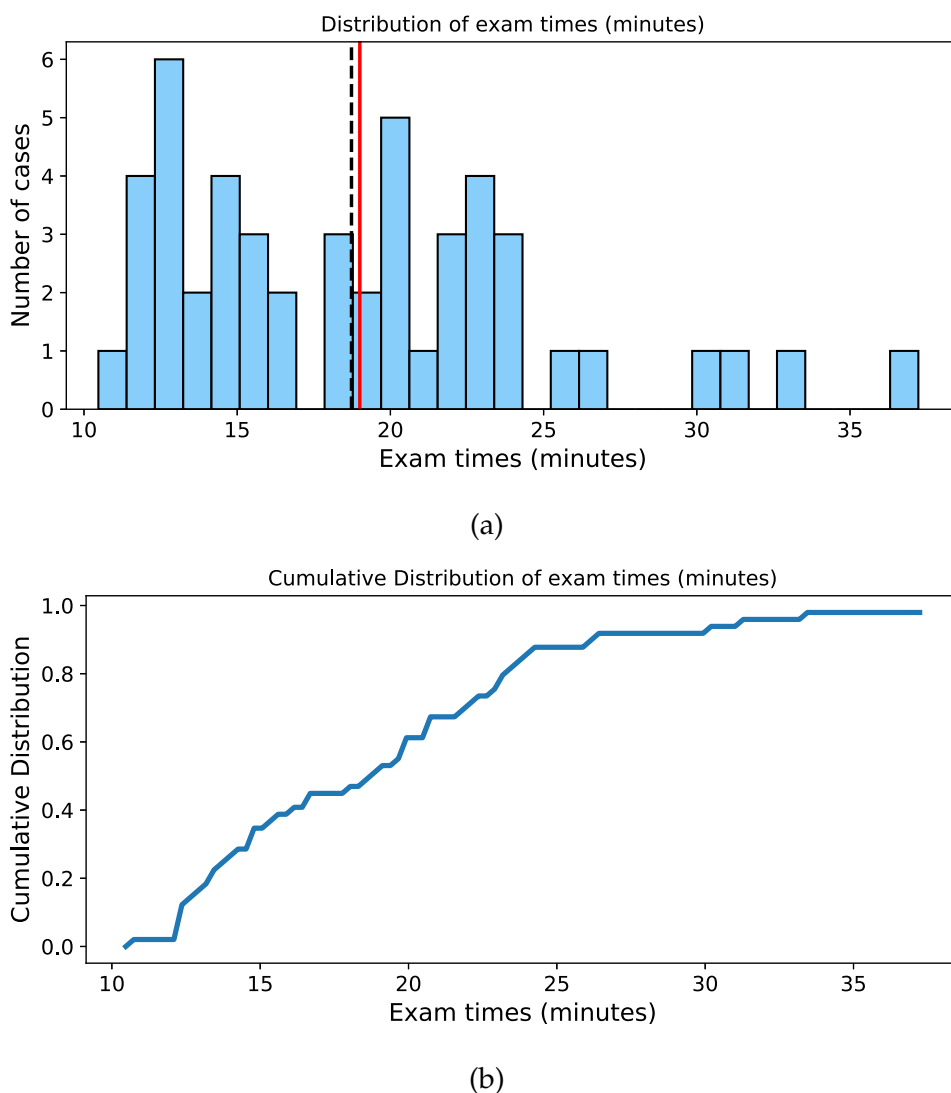 Distribution of exam times (minutes)
Number of cases
6
5
4
3
2
1
0
10 15 20 25 30 35
Exam times (minutes)
(a)
Cumulative Distribution of exam times (minutes)
Cumulative Distribution
1.0
0.8
0.6
0.4
0.2
0.0
10 15 20 25 30 35
Exam times (minutes)
(b)